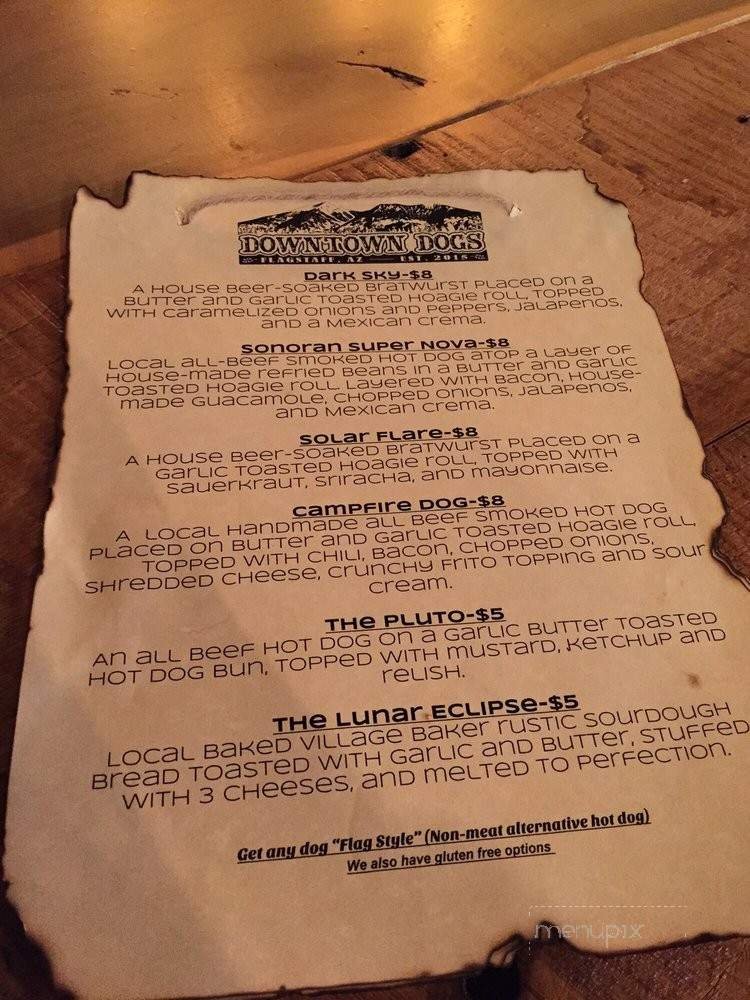 DOWNTOWN DOGS
FLAGSTAFF, AZ EST. 2015
Dark Sky-$8
A House Beer-Soaked Bratwurst placed on a
Butter and Garlic Toasted Hoagie roll, topped
with caramelized onions and peppers, jalapenos,
and a Mexican crema.
Sonoran Super Nova-$8
Local all-Beef Smoked Hot Dog atop a layer of
House-made refried Beans in a Butter and Garlic
toasted Hoagie roll. Layered with Bacon, House-
made Guacamole, chopped onions, jalapenos,
and Mexican crema.
Solar Flare-$8
A House Beer-soaked Bratwurst placed on a
Garlic toasted Hoagie roll, topped with
sauerkraut, sriracha, and mayonnaise.
Campfire Dog-$8
A Local Handmade all Beef smoked Hot Dog
placed on Butter and Garlic toasted Hoagie roll,
topped with chili, Bacon, chopped onions,
shredded cheese, crunchy Frito topping and sour
cream.
The Pluto-$5
An all Beef Hot Dog on a Garlic Butter toasted
Hot Dog Bun, topped with mustard, ketchup and
relish.
The Lunar Eclipse-$5
Local Baked Village Baker rustic sourdough
Bread toasted with Garlic and Butter, stuffed
with 3 cheeses, and melted to perfection.
Get any dog "Flag Style" (Non-meat alternative hot dog)
We also have gluten free options
menupix